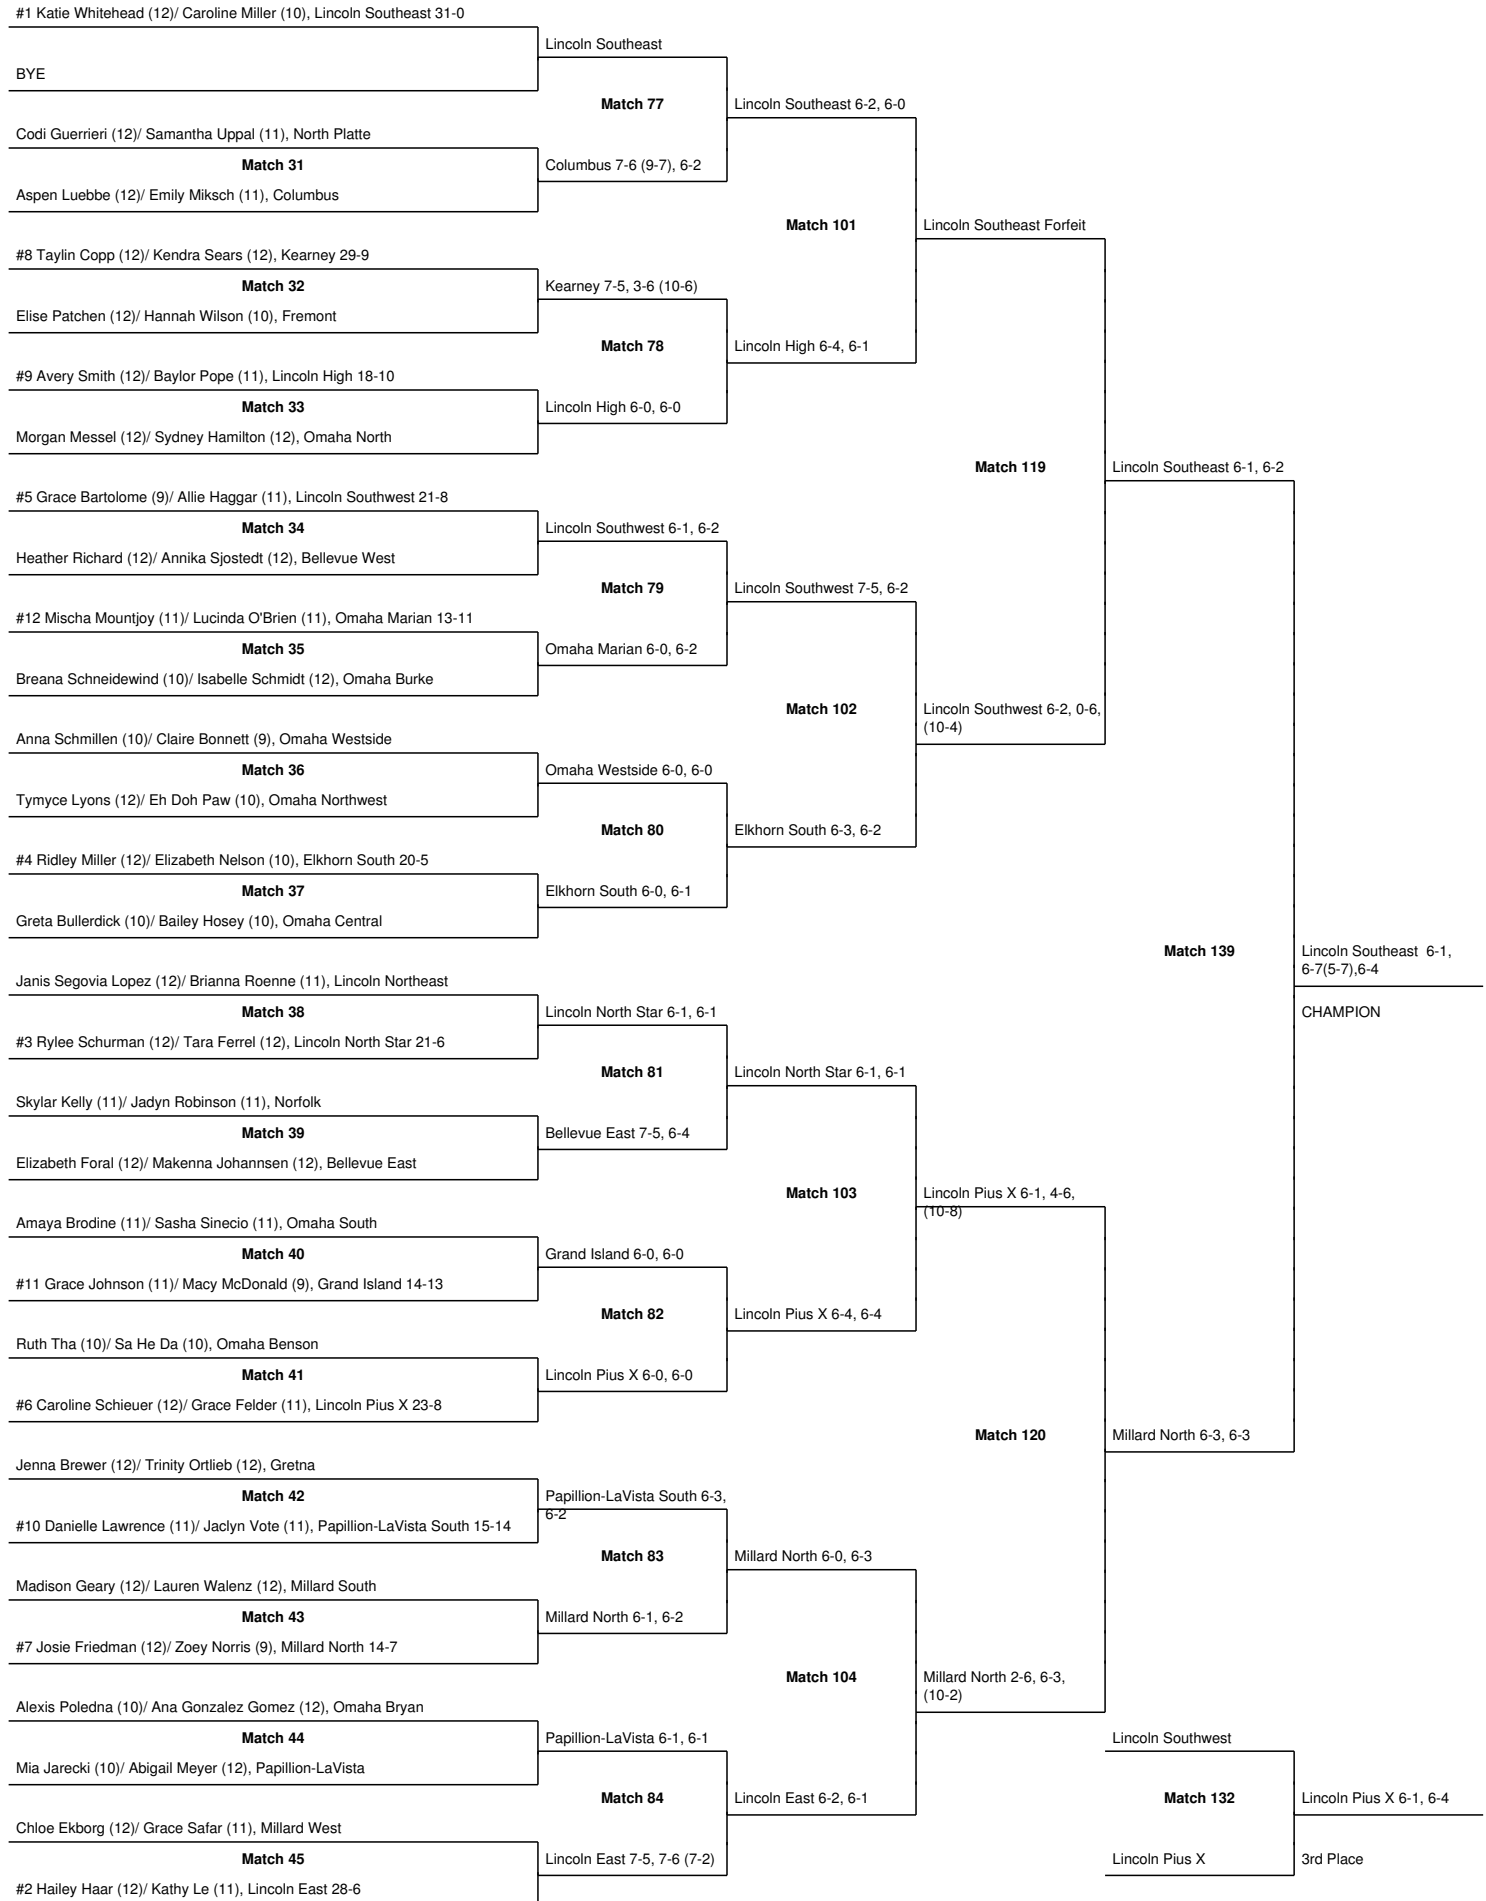 #1 Katie Whitehead (12)/ Caroline Miller (10), Lincoln Southeast 31-0
Lincoln Southeast
BYE
Match 77
Lincoln Southeast 6-2, 6-0
Codi Guerrieri (12)/ Samantha Uppal (11), North Platte
Match 31
Columbus 7-6 (9-7), 6-2
Aspen Luebbe (12)/ Emily Miksch (11), Columbus
Match 101
Lincoln Southeast Forfeit
#8 Taylin Copp (12)/ Kendra Sears (12), Kearney 29-9
Match 32
Kearney 7-5, 3-6 (10-6)
Elise Patchen (12)/ Hannah Wilson (10), Fremont
Match 78
Lincoln High 6-4, 6-1
#9 Avery Smith (12)/ Baylor Pope (11), Lincoln High 18-10
Match 33
Lincoln High 6-0, 6-0
Morgan Messel (12)/ Sydney Hamilton (12), Omaha North
Match 119
Lincoln Southeast 6-1, 6-2
#5 Grace Bartolome (9)/ Allie Haggar (11), Lincoln Southwest 21-8
Match 34
Lincoln Southwest 6-1, 6-2
Heather Richard (12)/ Annika Sjostedt (12), Bellevue West
Match 79
Lincoln Southwest 7-5, 6-2
#12 Mischa Mountjoy (11)/ Lucinda O'Brien (11), Omaha Marian 13-11
Match 35
Omaha Marian 6-0, 6-2
Breana Schneidewind (10)/ Isabelle Schmidt (12), Omaha Burke
Match 102
Lincoln Southwest 6-2, 0-6,
(10-4)
Anna Schmillen (10)/ Claire Bonnett (9), Omaha Westside
Match 36
Omaha Westside 6-0, 6-0
Tymyce Lyons (12)/ Eh Doh Paw (10), Omaha Northwest
Match 80
Elkhorn South 6-3, 6-2
#4 Ridley Miller (12)/ Elizabeth Nelson (10), Elkhorn South 20-5
Match 37
Elkhorn South 6-0, 6-1
Greta Bullerdick (10)/ Bailey Hosey (10), Omaha Central
Match 139
Lincoln Southeast 6-1,
6-7(5-7),6-4
CHAMPION
Janis Segovia Lopez (12)/ Brianna Roenne (11), Lincoln Northeast
Match 38
Lincoln North Star 6-1, 6-1
#3 Rylee Schurman (12)/ Tara Ferrel (12), Lincoln North Star 21-6
Match 81
Lincoln North Star 6-1, 6-1
Skylar Kelly (11)/ Jadyn Robinson (11), Norfolk
Match 39
Bellevue East 7-5, 6-4
Elizabeth Foral (12)/ Makenna Johannsen (12), Bellevue East
Match 103
Lincoln Pius X 6-1, 4-6,
(10-8)
Amaya Brodine (11)/ Sasha Sinecio (11), Omaha South
Match 40
Grand Island 6-0, 6-0
#11 Grace Johnson (11)/ Macy McDonald (9), Grand Island 14-13
Match 82
Lincoln Pius X 6-4, 6-4
Ruth Tha (10)/ Sa He Da (10), Omaha Benson
Match 41
Lincoln Pius X 6-0, 6-0
#6 Caroline Schieuer (12)/ Grace Felder (11), Lincoln Pius X 23-8
Match 120
Millard North 6-3, 6-3
Jenna Brewer (12)/ Trinity Ortlieb (12), Gretna
Match 42
Papillion-LaVista South 6-3,
6-2
#10 Danielle Lawrence (11)/ Jaclyn Vote (11), Papillion-LaVista South 15-14
Match 83
Millard North 6-0, 6-3
Madison Geary (12)/ Lauren Walenz (12), Millard South
Match 43
Millard North 6-1, 6-2
#7 Josie Friedman (12)/ Zoey Norris (9), Millard North 14-7
Match 104
Millard North 2-6, 6-3,
(10-2)
Alexis Poledna (10)/ Ana Gonzalez Gomez (12), Omaha Bryan
Match 44
Papillion-LaVista 6-1, 6-1
Lincoln Southwest
Mia Jarecki (10)/ Abigail Meyer (12), Papillion-LaVista
Match 84
Lincoln East 6-2, 6-1
Match 132
Lincoln Pius X 6-1, 6-4
Chloe Ekborg (12)/ Grace Safar (11), Millard West
Match 45
Lincoln East 7-5, 7-6 (7-2)
Lincoln Pius X
3rd Place
#2 Hailey Haar (12)/ Kathy Le (11), Lincoln East 28-6